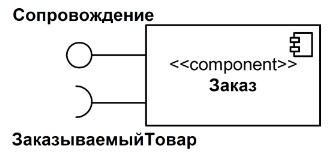 Сопровождение
<<component>>
Заказ
ЗаказываемыйТовар